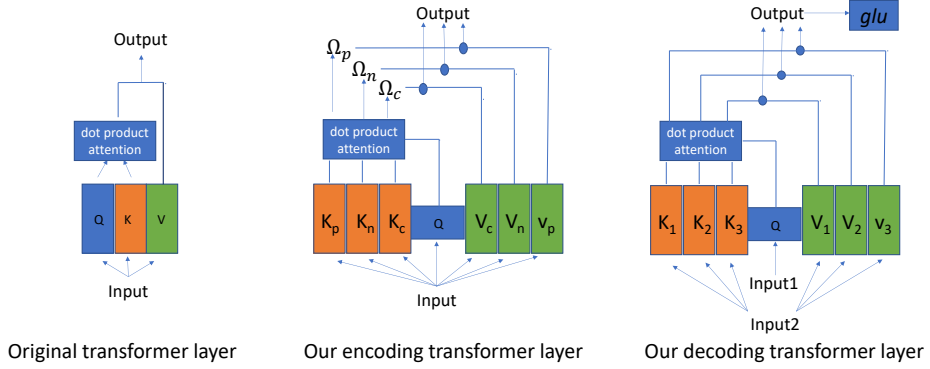 Output
dot product
attention
Q
K
V
Input
Original transformer layer
Output
Ωp
Ωn
Ωc
dot product
attention
Kp
Kn
Kc
Q
Vc
Vn
vp
Input
Our encoding transformer layer
Output
glu
dot product
attention
K1
K2
K3
Q
V1
V2
v3
Input1
Input2
Our decoding transformer layer